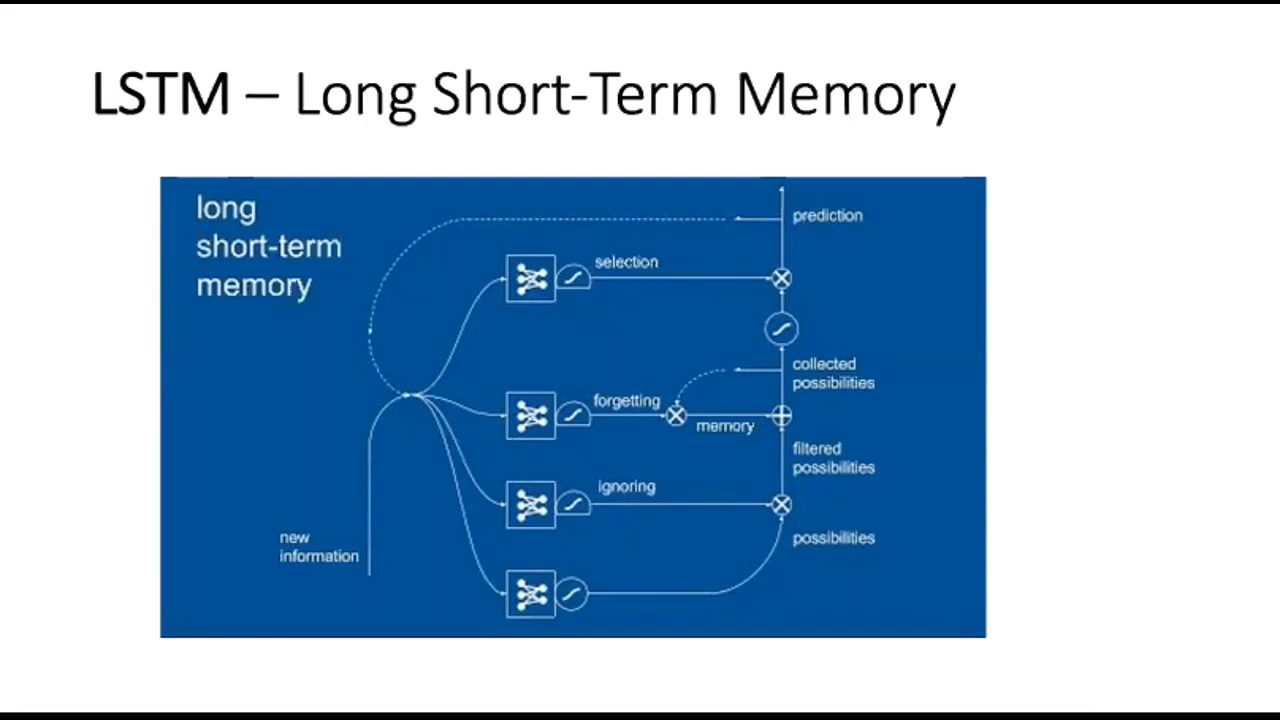 LSTM – Long Short-Term Memory
long
short-term
memory
prediction
selection
collected
possibilities
forgetting
memory
filtered
possibilities
ignoring
new
information
possibilities